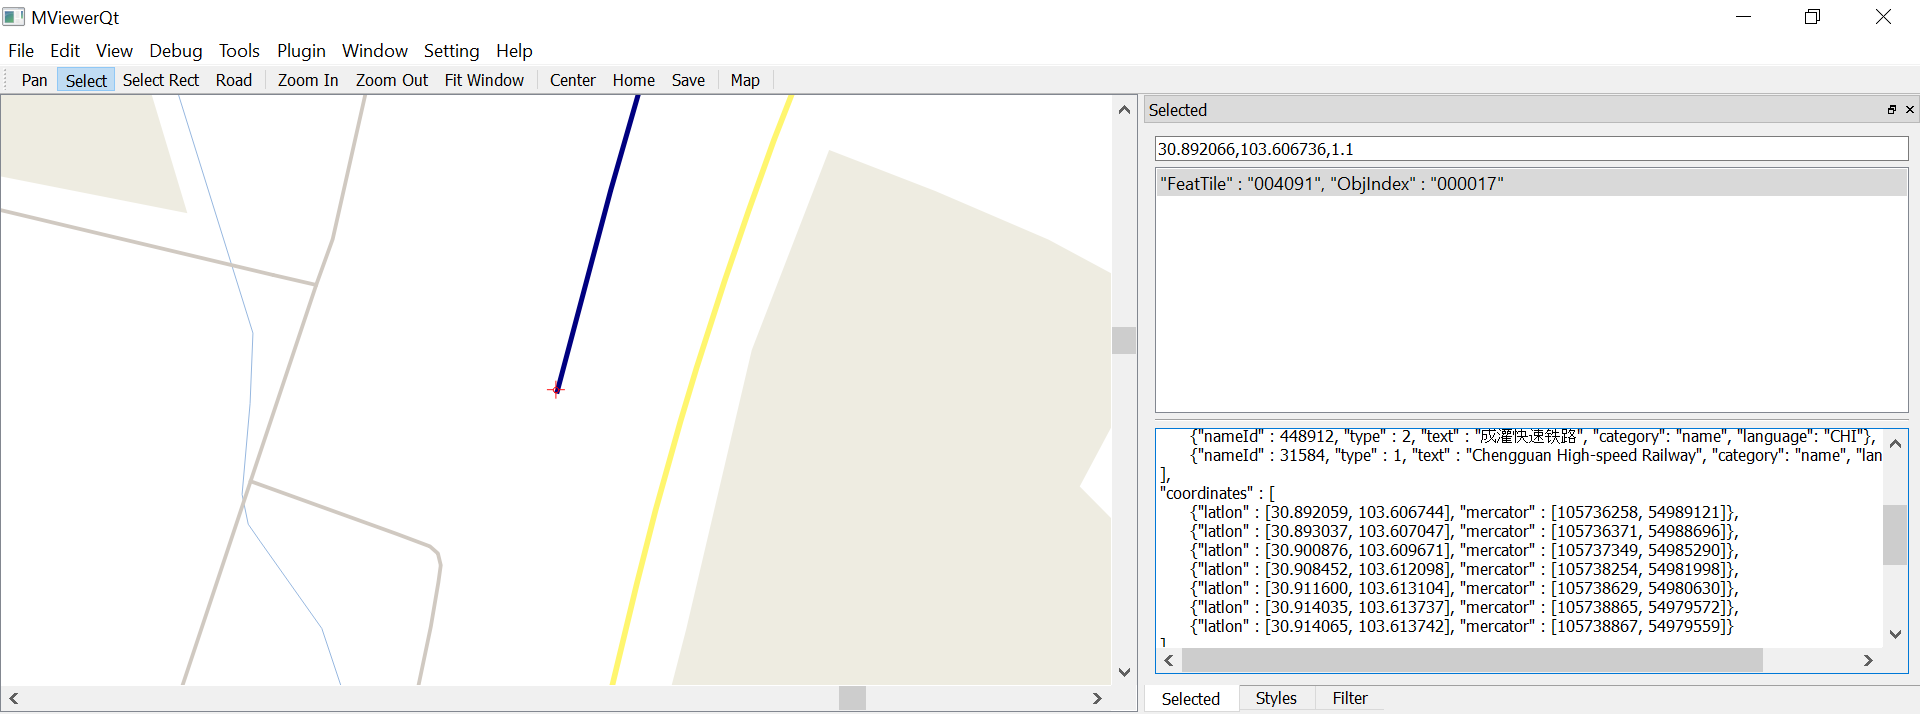 MViewerQt
File Edit View Debug Tools Plugin Window Setting Help
Pan Select Select Rect Road Zoom In Zoom Out Fit Window Center Home Save Map
Selected
30.892066,103.606736,1.1
"FeatTile" : "004091", "ObjIndex" : "000017"
{"nameId" : 448912, "type" : 2, "text" : "成灌快速铁路", "category": "name", "language": "CHI"},
{"nameId" : 31584, "type" : 1, "text" : "Chengguan High-speed Railway", "category": "name", "lan
],
"coordinates" : [
{"latlon" : [30.892059, 103.606744], "mercator" : [105736258, 54989121]},
{"latlon" : [30.893037, 103.607047], "mercator" : [105736371, 54988696]},
{"latlon" : [30.900876, 103.609671], "mercator" : [105737349, 54985290]},
{"latlon" : [30.908452, 103.612098], "mercator" : [105738254, 54981998]},
{"latlon" : [30.911600, 103.613104], "mercator" : [105738629, 54980630]},
{"latlon" : [30.914035, 103.613737], "mercator" : [105738865, 54979572]},
{"latlon" : [30.914065, 103.613742], "mercator" : [105738867, 54979559]}
]
Selected Styles Filter